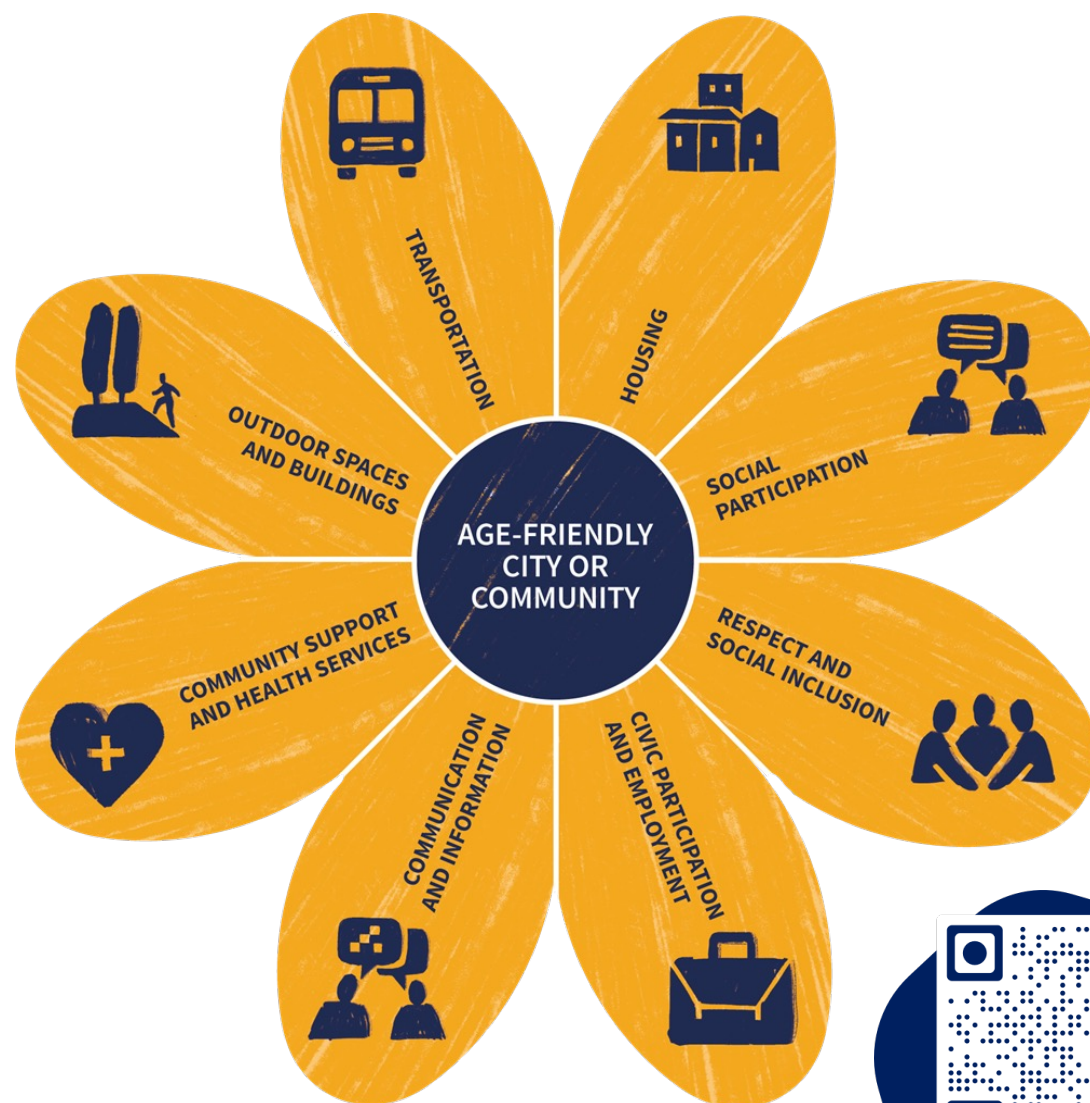 TRANSPORTATION
HOUSING
OUTDOOR SPACES
AND BUILDINGS
SOCIAL
PARTICIPATION
AGE-FRIENDLY
CITY OR
COMMUNITY
COMMUNITY SUPPORT
AND HEALTH SERVICES
RESPECT AND
SOCIAL INCLUSION
COMMUNICATION
AND INFORMATION
CIVIC PARTICIPATION
AND EMPLOYMENT